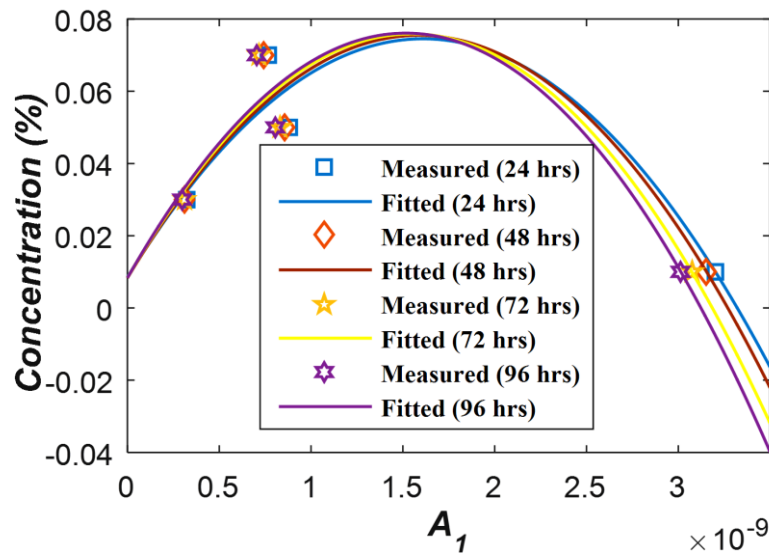 0.08
0.06
0.04
0.02
0
-0.02
-0.04
Concentration (%)
Measured (24 hrs)
Fitted (24 hrs)
Measured (48 hrs)
Fitted (48 hrs)
Measured (72 hrs)
Fitted (72 hrs)
Measured (96 hrs)
Fitted (96 hrs)
0 0.5 1 1.5 2 2.5 3
A1
× 10-9